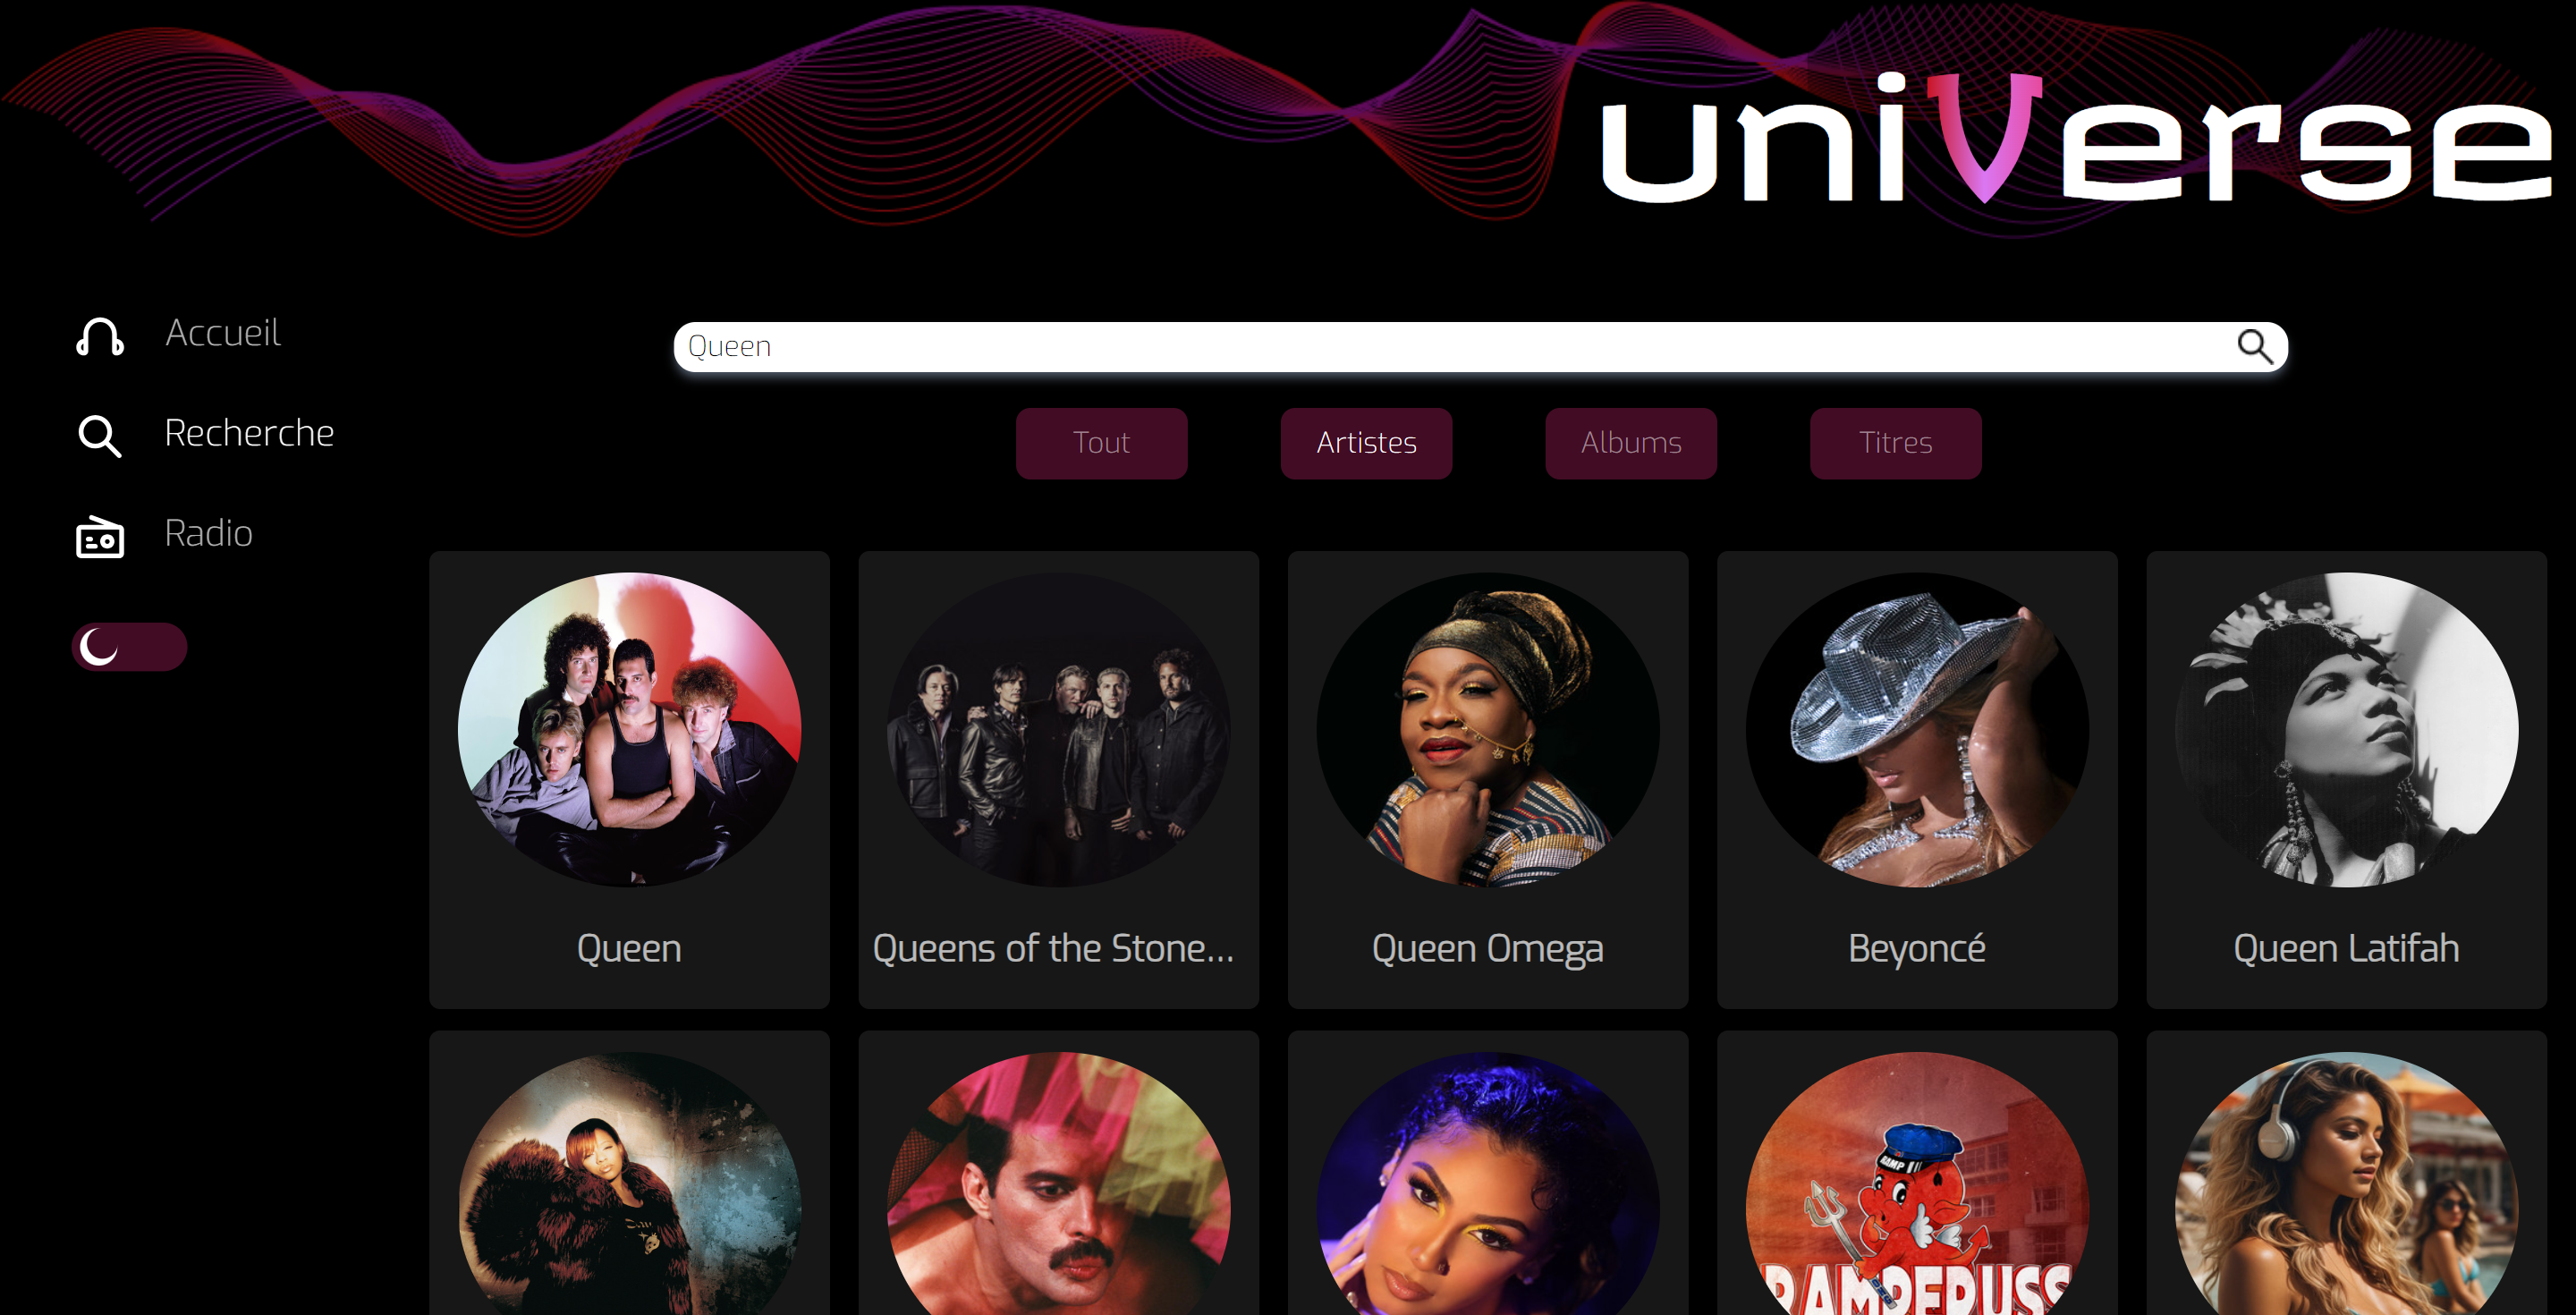 uniVerse
Accueil
Recherche
Radio
Queen
Tout
Artistes
Albums
Titres
Queen
Queens of the Stone...
Queen Omega
Beyoncé
Queen Latifah
RAMP